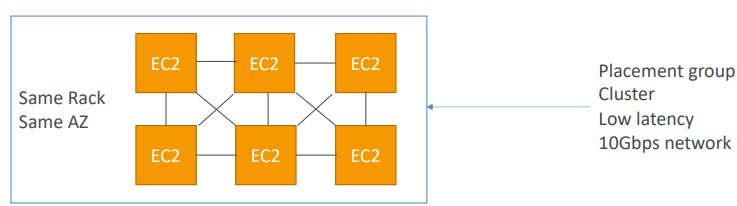 EC2
EC2
EC2
Same Rack
Same AZ
EC2
EC2
EC2
Placement group
Cluster
Low latency
10Gbps network